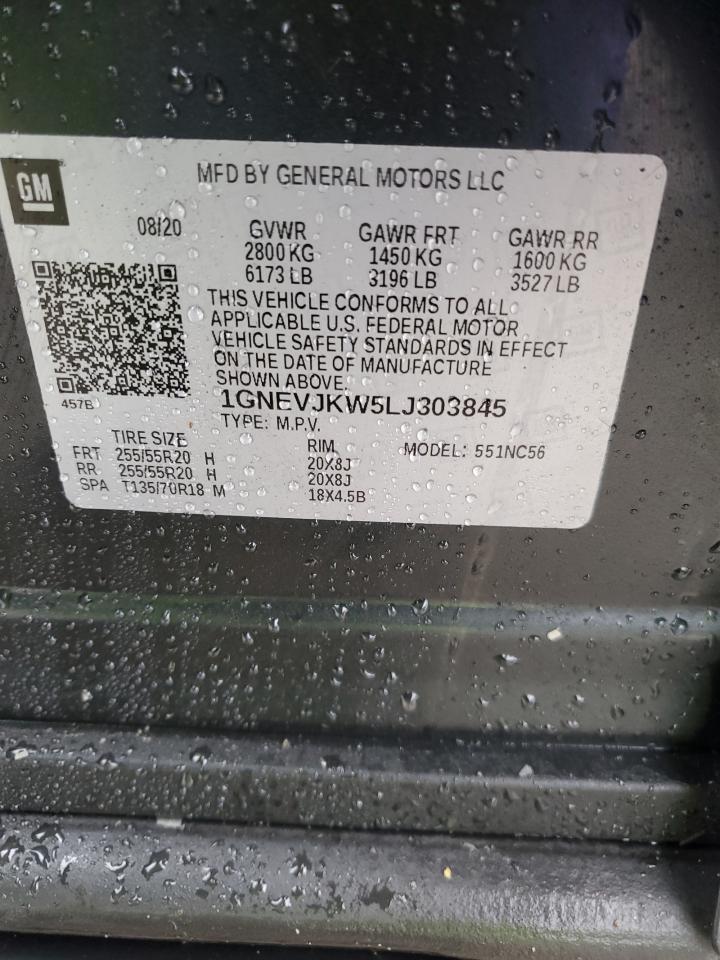 GM
MFD BY GENERAL MOTORS LLC
08/20
GVWR GAWR FRT GAWR RR
2800 KG 1450 KG 1600 KG
6173 LB 3196 LB 3527 LB
THIS VEHICLE CONFORMS TO ALL
APPLICABLE U.S. FEDERAL MOTOR
VEHICLE SAFETY STANDARDS IN EFFECT
ON THE DATE OF MANUFACTURE
SHOWN ABOVE.
457B
1GNEVJKW5LJ303845
TYPE: M.P.V.
TIRE SIZE RIM MODEL: 551NC56
FRT 255/55R20 H 20X8J
RR 255/55R20 H 20X8J
SPA T135/70R18 M 18X4.5B